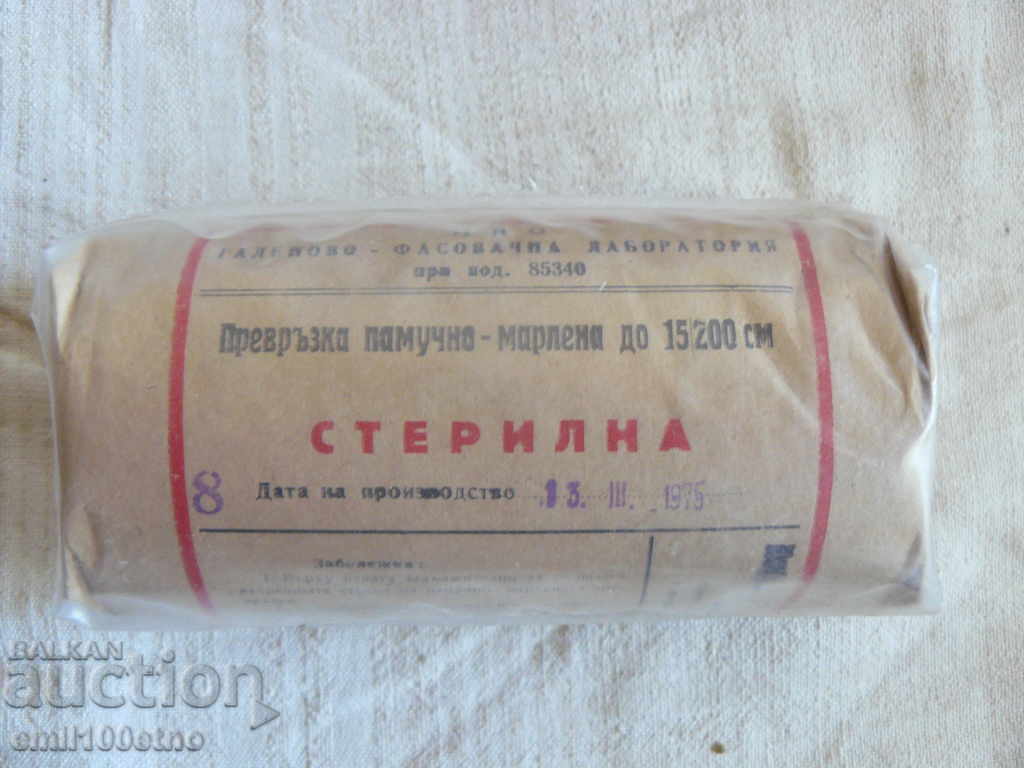 ГАЛЕНОВО - ФАСОВАЧНА ЛАБОРАТОРИЯ
при под. 85340
Превръзка памучно - марлена до 15/200 см
СТЕРИЛНА
8 Дата на производство 13. III. 1975
Забележка:
BALKAN
auction
emil100etno